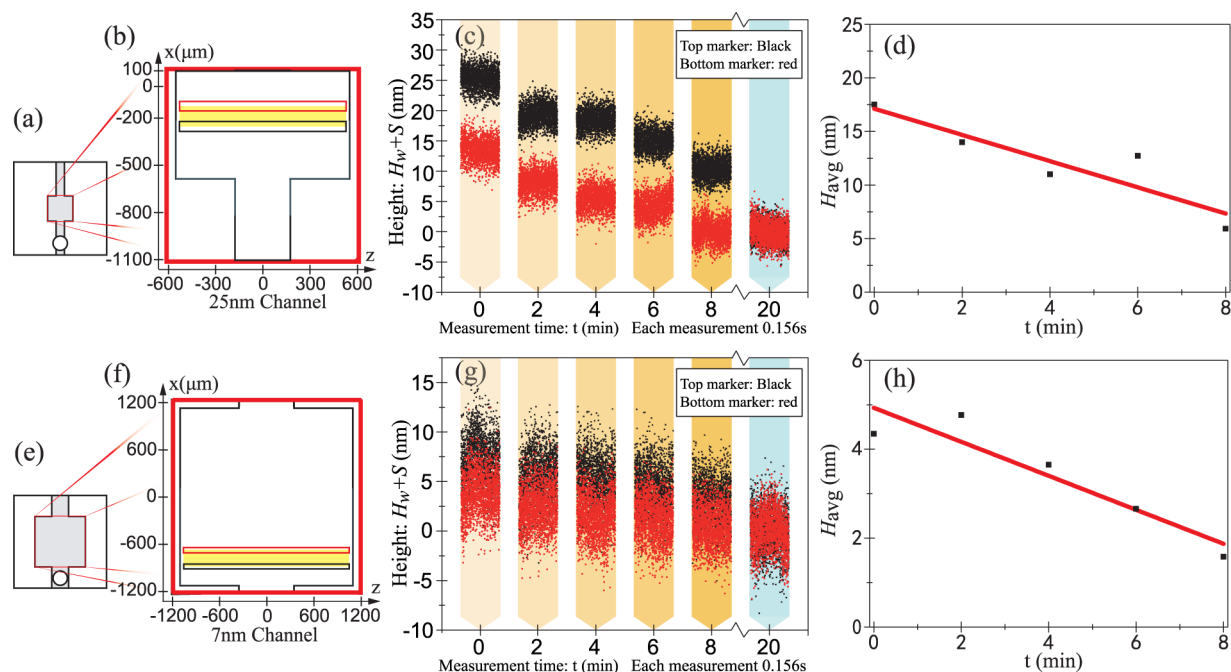 (a)
(b)
x(μm)
100
0
-200
-500
-800
-1100
-600 -300 0 300 600
z
25nm Channel
(c)
Height: Hw+S (nm)
35
30
25
20
15
10
5
0
-5
-10
Top marker: Black
Bottom marker: red
0 2 4 6 8 20
Measurement time: t (min) Each measurement 0.156s
(d)
Havg (nm)
25
20
15
10
5
0
0 2 4 6 8
t (min)
(e)
(f)
x(μm)
1200
600
0
-600
-1200
-1200 -600 0 600 1200
z
7nm Channel
(g)
Height: Hw+S (nm)
15
10
5
0
-5
-10
Top marker: Black
Bottom marker: red
0 2 4 6 8 20
Measurement time: t (min) Each measurement 0.156s
(h)
Havg (nm)
6
4
2
0
0 2 4 6 8
t (min)